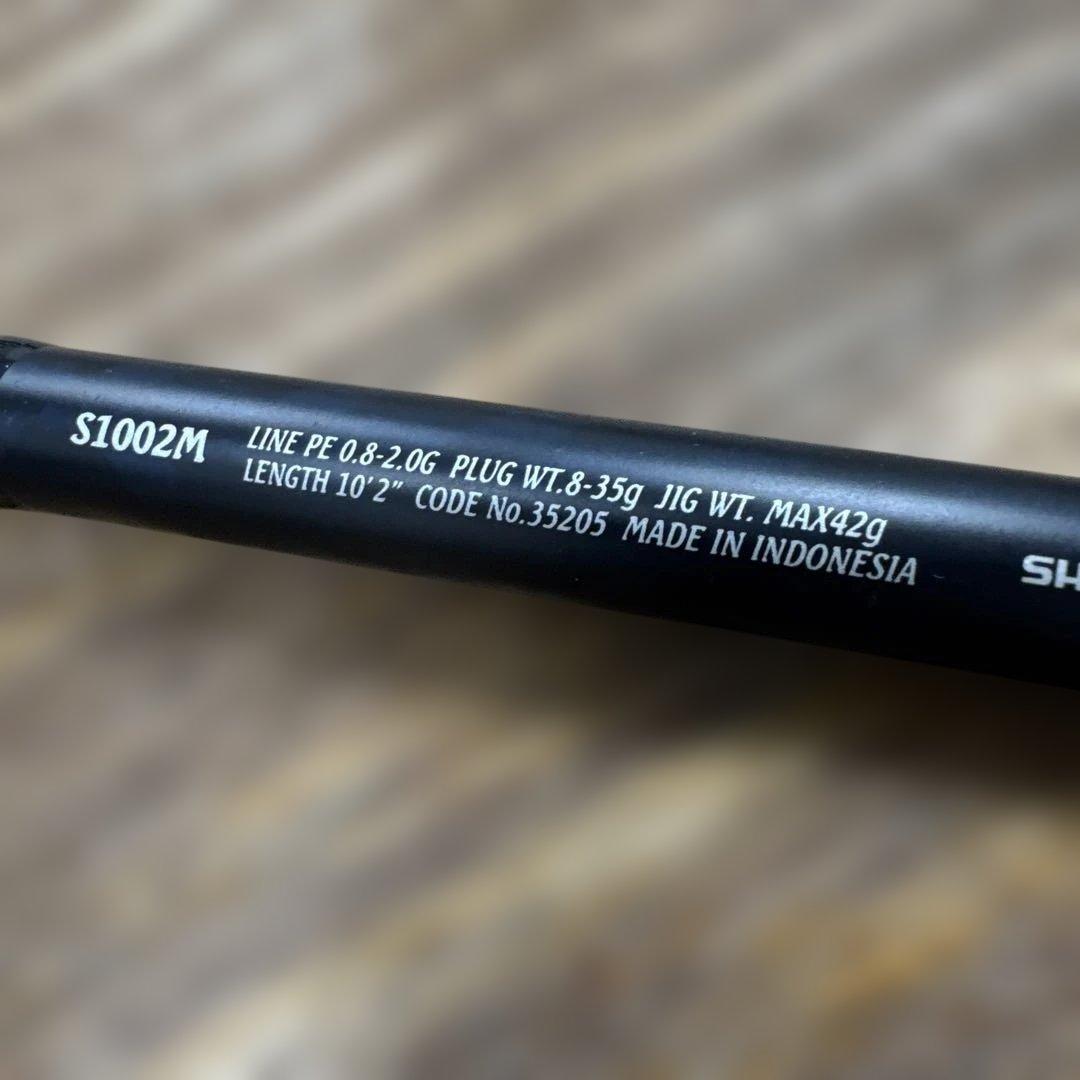 S1002M
LINE PE 0.8-2.0G PLUG WT.8-35g JIG WT. MAX42g
LENGTH 10'2" CODE No.35205 MADE IN INDONESIA
SH